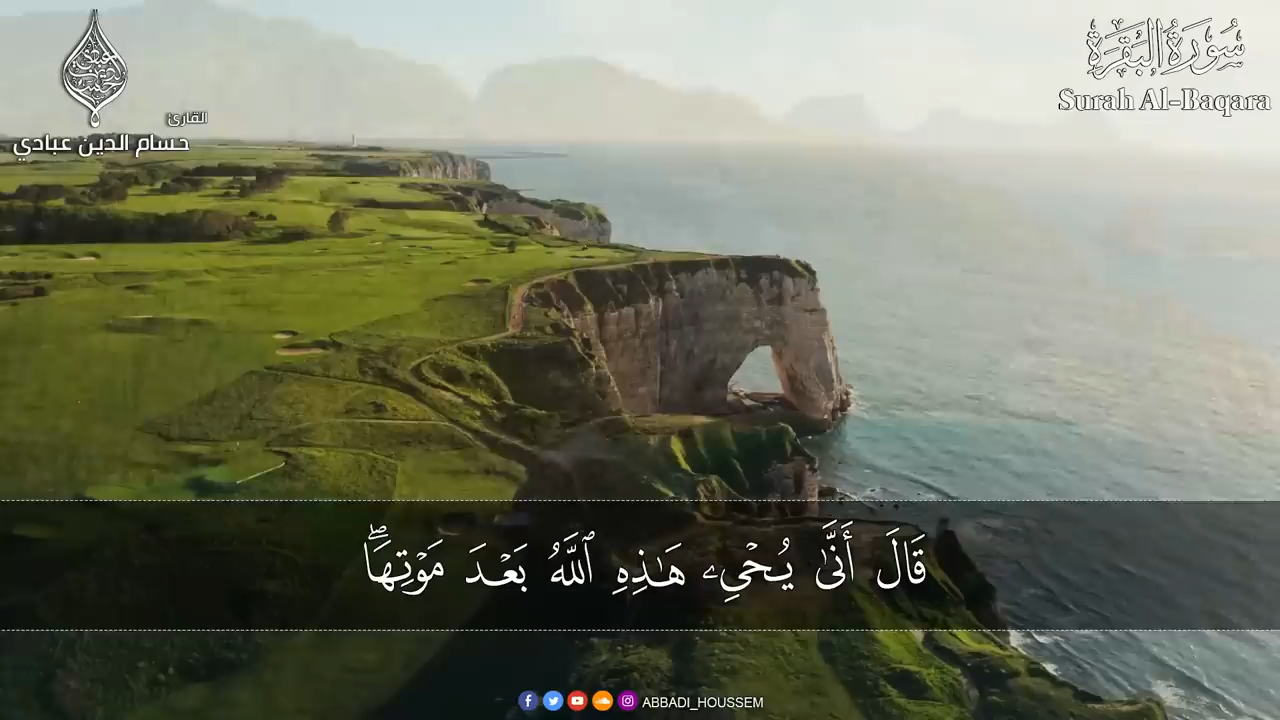 سُورَةُ البَقَرَة
Surah Al-Baqara
القارئ
حسام الدين عبادي
قَالَ أَنَّىٰ يُحْىِۦ هَـٰذِهِ ٱللَّهُ بَعْدَ مَوْتِهَاۖ
ABBADI_HOUSSEM